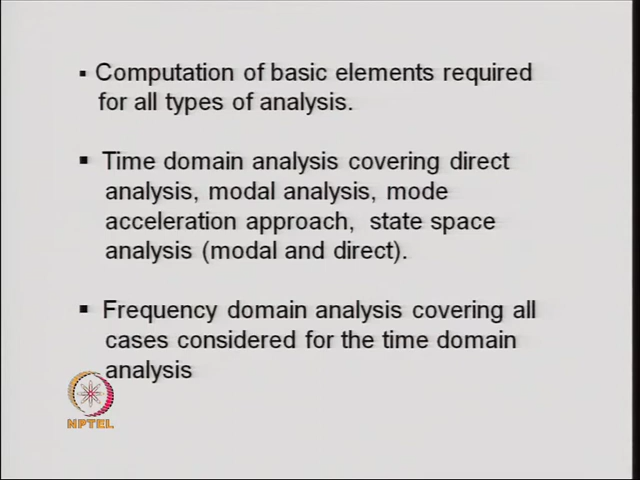 ▪ Computation of basic elements required
for all types of analysis.
▪ Time domain analysis covering direct
analysis, modal analysis, mode
acceleration approach, state space
analysis (modal and direct).
▪ Frequency domain analysis covering all
cases considered for the time domain
analysis
NPTEL